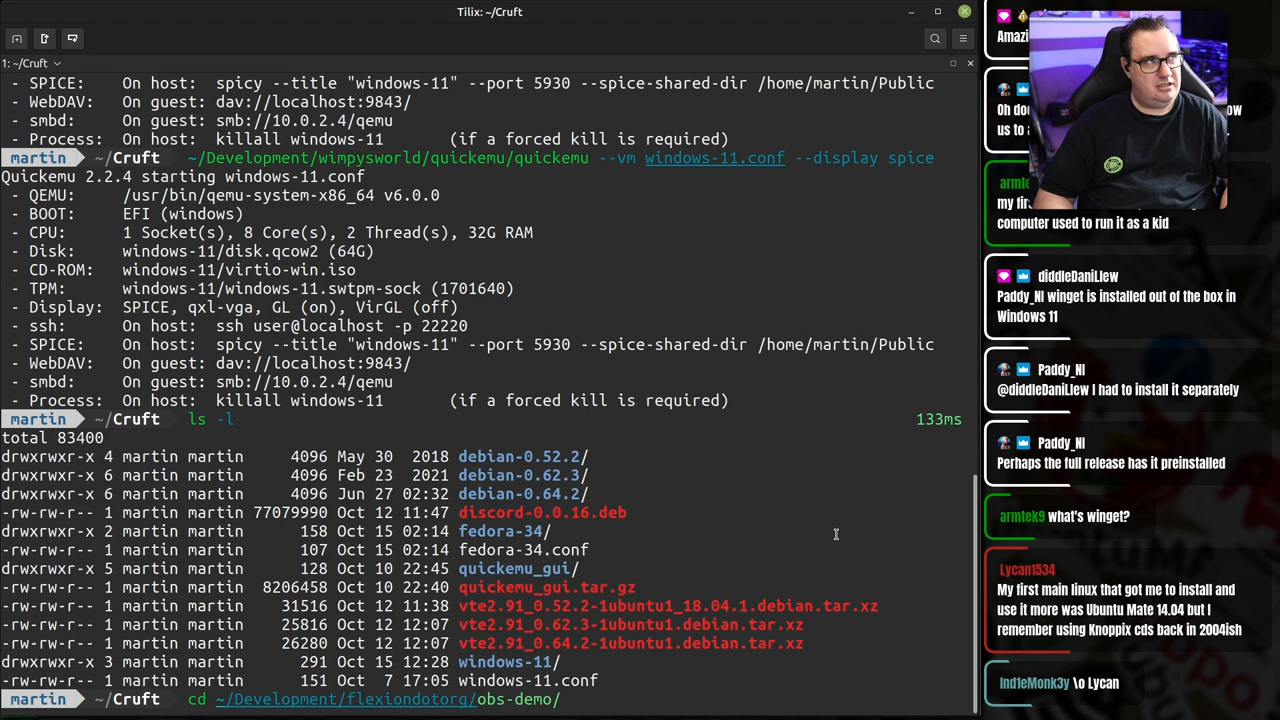 Tilix: ~/Cruft
1: ~/Cruft
- SPICE:    On host:  spicy --title "windows-11" --port 5930 --spice-shared-dir /home/martin/Public
- WebDAV:   On guest: dav://localhost:9843/
- smbd:     On guest: smb://10.0.2.4/qemu
- Process:  killall windows-11       (if a forced kill is required)
martin ~/Cruft ~/Development/wimpysworld/quickemu/quickemu --vm windows-11.conf --display spice
Quickemu 2.2.4 starting windows-11.conf
- QEMU:     /usr/bin/qemu-system-x86_64 v6.0.0
- BOOT:     EFI (windows)
- CPU:      1 Socket(s), 8 Core(s), 2 Thread(s), 32G RAM
- Disk:     windows-11/disk.qcow2 (64G)
- CD-ROM:   windows-11/virtio-win.iso
- TPM:      windows-11/windows-11.swtpm-sock (1701640)
- Display:  SPICE, qxl-vga, GL (on), VirGL (off)
- ssh:      On host:  ssh user@localhost -p 22220
- SPICE:    On host:  spicy --title "windows-11" --port 5930 --spice-shared-dir /home/martin/Public
- WebDAV:   On guest: dav://localhost:9843/
- smbd:     On guest: smb://10.0.2.4/qemu
- Process:  killall windows-11       (if a forced kill is required)
martin ~/Cruft ls -l 133ms
total 83400
drwxrwxr-x 4 martin martin     4096 May 30  2018 debian-0.52.2/
drwxrwxr-x 6 martin martin     4096 Feb 23  2021 debian-0.62.3/
drwxrwxr-x 6 martin martin     4096 Jun 27 02:32 debian-0.64.2/
-rw-rw-r-- 1 martin martin 77079990 Oct 12 11:47 discord-0.0.16.deb
drwxrwxr-x 2 martin martin      158 Oct 15 02:14 fedora-34/
-rw-rw-r-- 1 martin martin      107 Oct 15 02:14 fedora-34.conf
drwxrwxr-x 5 martin martin      128 Oct 10 22:45 quickemu_gui/
-rw-rw-r-- 1 martin martin  8206488 Oct 10 22:40 quickemu_gui.tar.gz
-rw-rw-r-- 1 martin martin    31516 Oct 12 11:38 vte2.91_0.52.2-1ubuntu1_18.04.1.debian.tar.xz
-rw-rw-r-- 1 martin martin    25816 Oct 12 12:07 vte2.91_0.62.3-1ubuntu1.debian.tar.xz
-rw-rw-r-- 1 martin martin    26280 Oct 12 12:07 vte2.91_0.64.2-1ubuntu1.debian.tar.xz
drwxrwxr-x 3 martin martin      291 Oct 15 12:28 windows-11/
-rw-rw-r-- 1 martin martin      151 Oct  7 17:05 windows-11.conf
martin ~/Cruft cd ~/Development/flexiondotorg/obs-demo/
us to a
computer used to run it as a kid
diddleDaniLlew
Paddy_NI winget is installed out of the box in
Windows 11
Paddy_NI
@diddleDaniLlew I had to install it separately
Paddy_NI
Perhaps the full release has it preinstalled
armtek9 what's winget?
Lycan1534
My first main linux that got me to install and
use it more was Ubuntu Mate 14.04 but I
remember using Knoppix cds back in 2004ish
Ind1eMonk3y \o Lycan